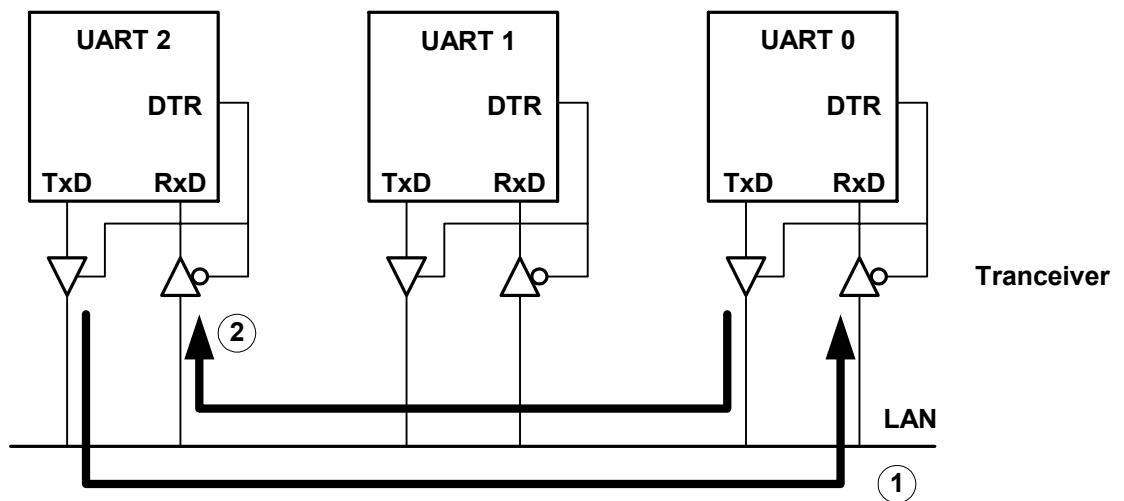 UART 2
UART 1
UART 0
DTR
DTR
DTR
TxD
RxD
TxD
RxD
TxD
RxD
Tranceiver
2
LAN
1